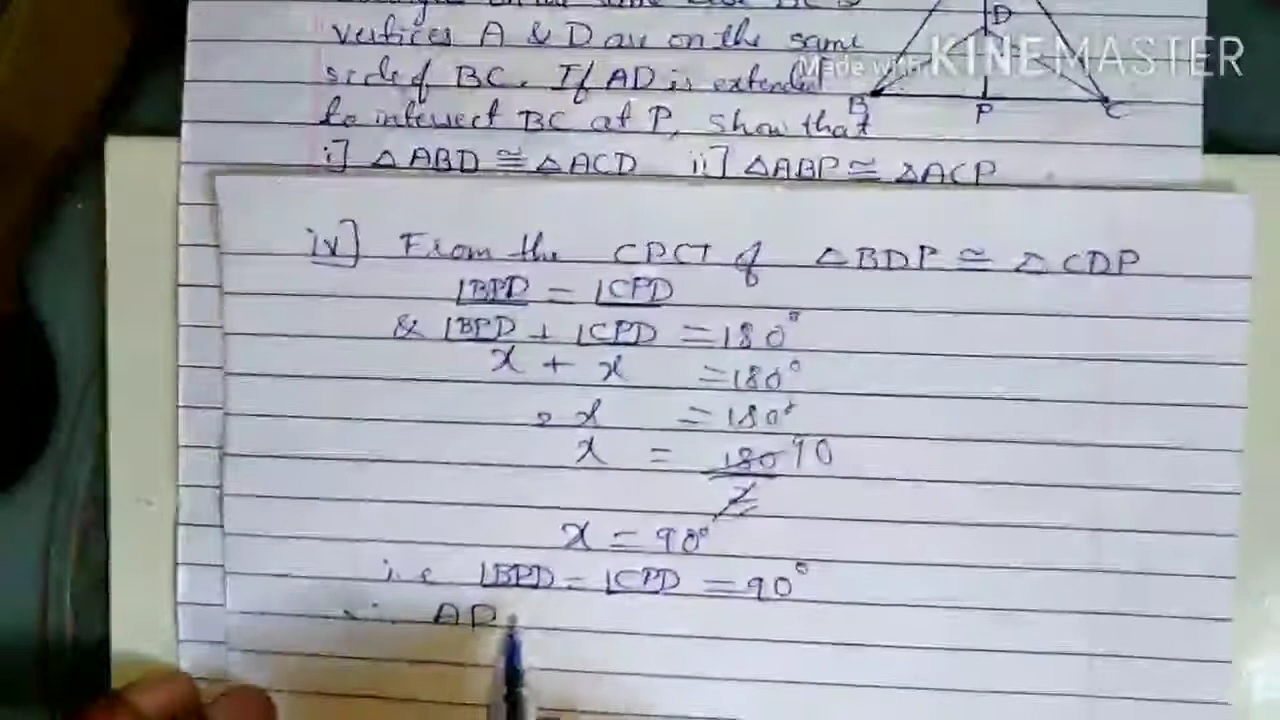 D
vertices A & D are on the same
side of BC. If AD is extended
to intersect BC at P, show that
B
P
C
i] △ABD ≅ △ACD ii] △ABP ≅ △ACP
Made with KINEMASTER
iv] From the CPCT of △BDP ≅ △CDP
∠BPD = ∠CPD
& ∠BPD + ∠CPD = 180°
x + x = 180°
2x = 180°
x = 180 90
2
x = 90°
i.e ∠BPD = ∠CPD = 90°
∴ AP